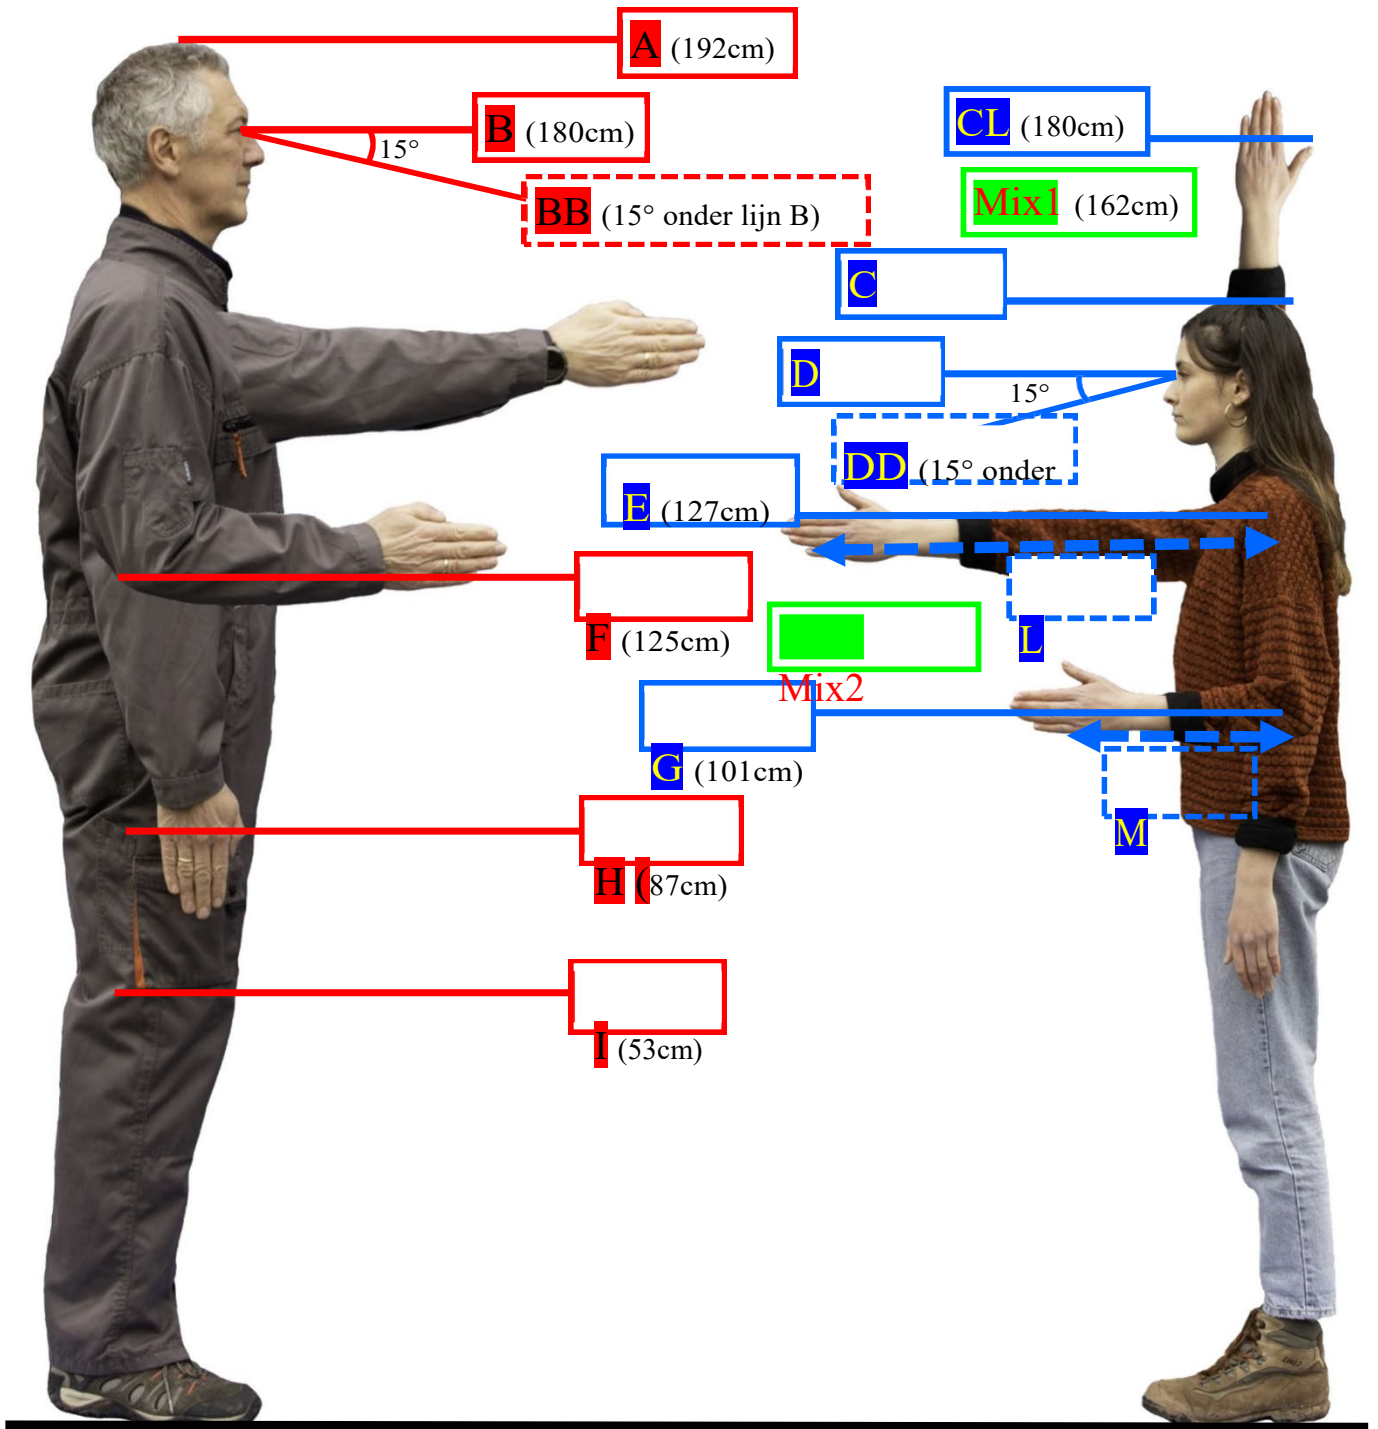 A (192cm)
B (180cm)
CL (180cm)
15°
Mix1 (162cm)
BB (15° onder lijn B)
C
D
15°
DD (15° onder
E (127cm)
F (125cm)
L
Mix2
G (101cm)
M
H (87cm)
I (53cm)